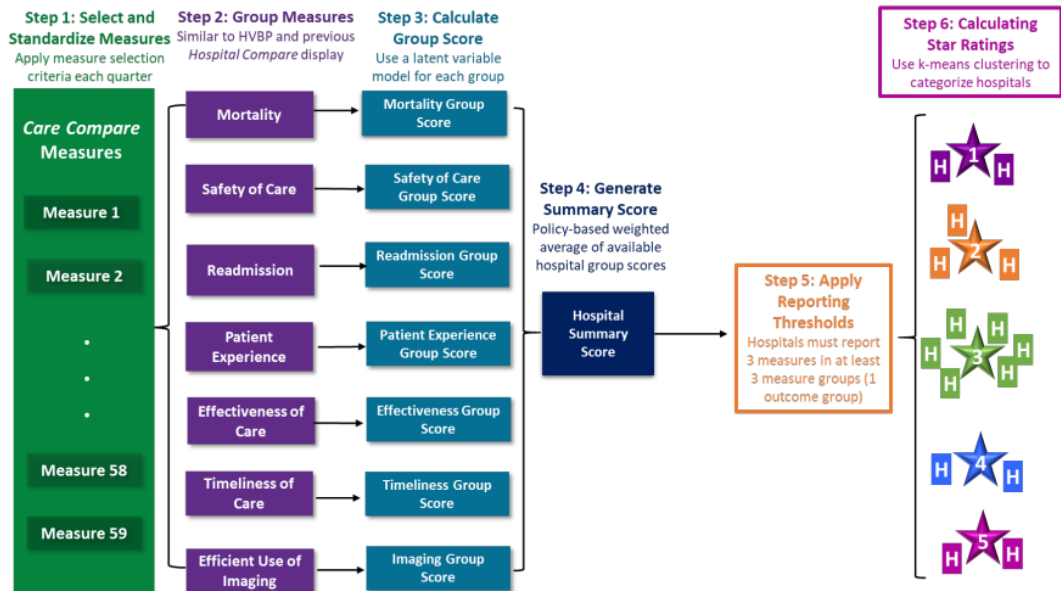 Step 1: Select and
Standardize Measures
Apply measure selection
criteria each quarter
Care Compare
Measures
Measure 1
Measure 2
.
.
.
Measure 58
Measure 59
Step 2: Group Measures
Similar to HVBP and previous
Hospital Compare display
Mortality
Safety of Care
Readmission
Patient
Experience
Effectiveness of
Care
Timeliness of
Care
Efficient Use of
Imaging
Step 3: Calculate
Group Score
Use a latent variable
model for each group
Mortality Group
Score
Safety of Care
Group Score
Readmission Group
Score
Patient Experience
Group Score
Effectiveness Group
Score
Timeliness Group
Score
Imaging Group
Score
Step 4: Generate
Summary Score
Policy-based weighted
average of available
hospital group scores
Hospital
Summary
Score
Step 5: Apply
Reporting
Thresholds
Hospitals must report
3 measures in at least
3 measure groups (1
outcome group)
Step 6: Calculating
Star Ratings
Use k-means clustering to
categorize hospitals
H 1 H
H
H 2 H
H H
H 3 H
H H
H 4 H
H 5 H